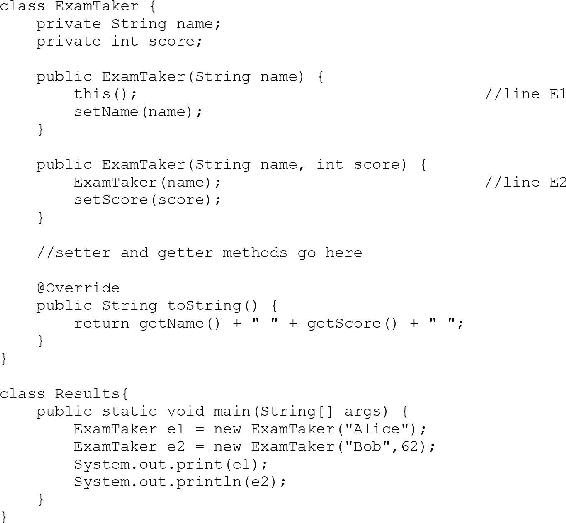 class ExamTaker {
    private String name;
    private int score;
    public ExamTaker(String name) {
        this();                                     //line E1
        setName(name);
    }
    public ExamTaker(String name, int score) {
        ExamTaker(name);                            //line E2
        setScore(score);
    }
    //setter and getter methods go here
    @Override
    public String toString() {
        return getName() + " " + getScore() + " ";
    }
}
class Results{
    public static void main(String[] args) {
        ExamTaker e1 = new ExamTaker("Alice");
        ExamTaker e2 = new ExamTaker("Bob",62);
        System.out.print(e1);
        System.out.println(e2);
    }
}